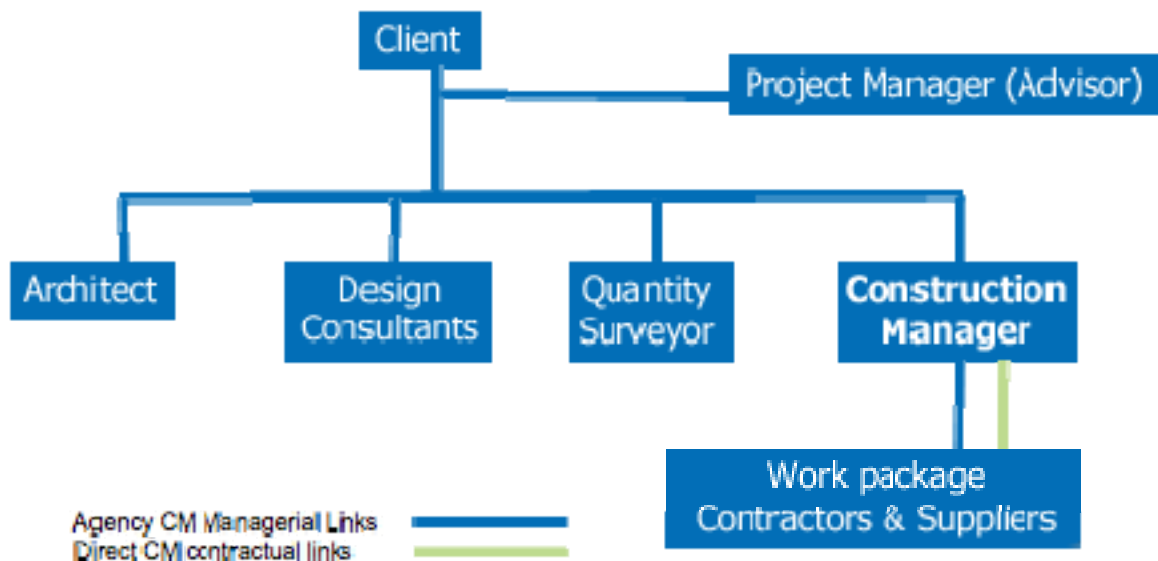 Client
Project Manager (Advisor)
Architect
Design
Consultants
Quantity
Surveyor
Construction
Manager
Work package
Contractors & Suppliers
Agency CM Managerial Links
Direct CM contractual links